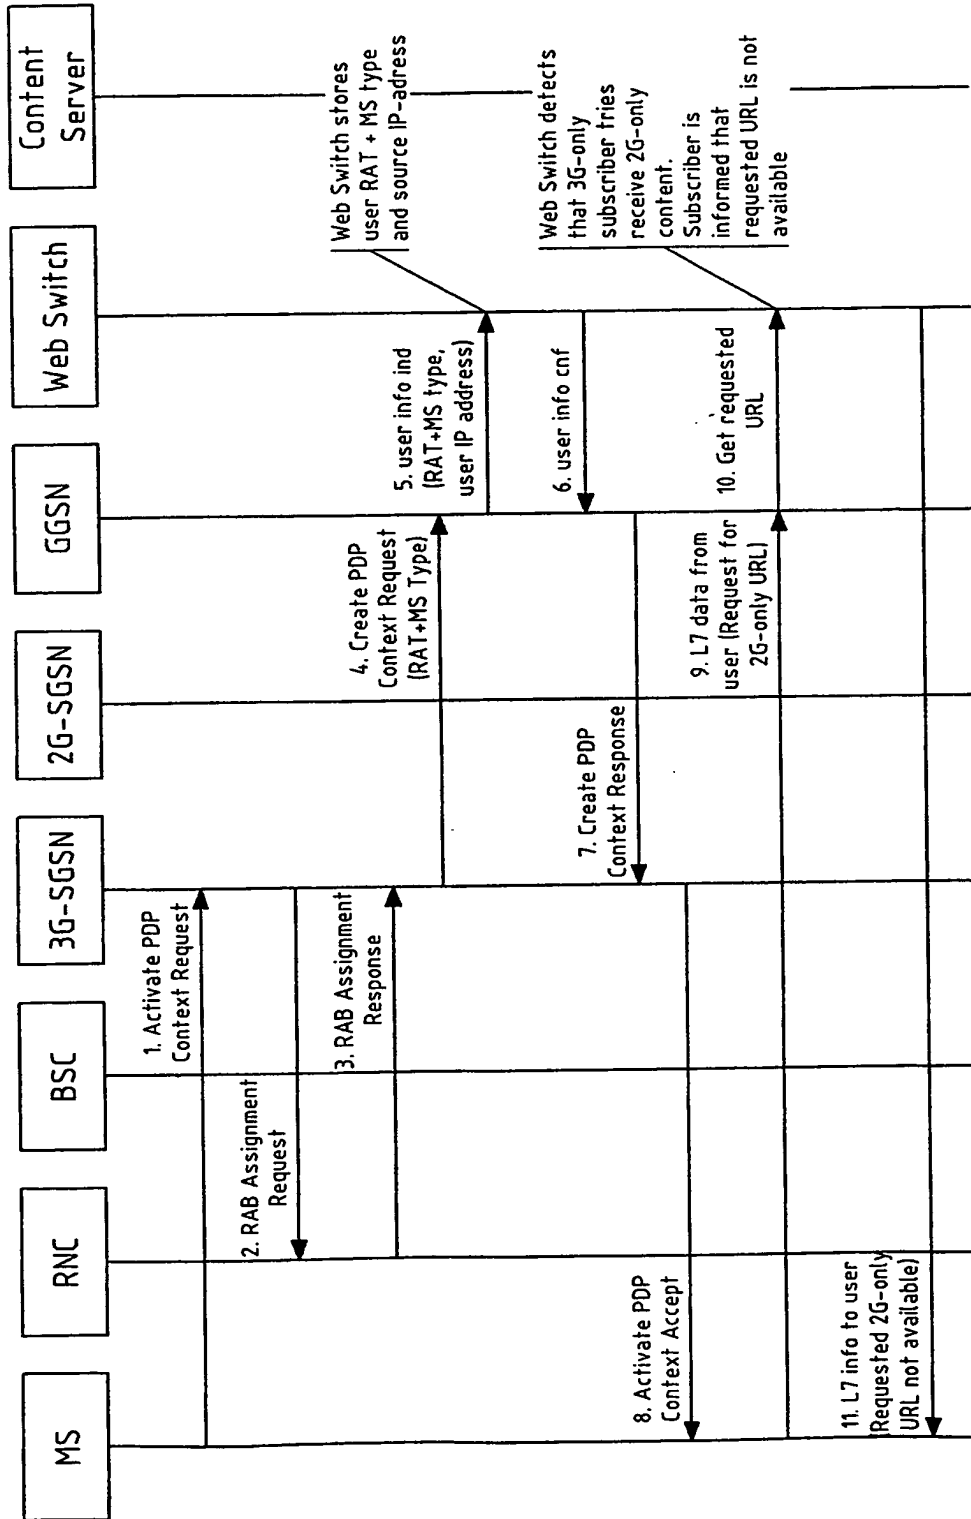 MS
RNC
BSC
3G-SGSN
2G-SGSN
GGSN
Web Switch
Content
Server
1. Activate PDP
Context Request
2. RAB Assignment
Request
3. RAB Assignment
Response
4. Create PDP
Context Request
(RAT+MS Type)
5. user info ind
(RAT+MS type,
user IP address)
Web Switch stores
user RAT + MS type
and source IP-adress
6. user info cnf
7. Create PDP
Context Response
8. Activate PDP
Context Accept
9. L7 data from
user (Request for
2G-only URL)
10. Get requested
URL
Web Switch detects
that 3G-only
subscriber tries
receive 2G-only
content.
Subscriber is
informed that
requested URL is not
available
11. L7 info to user
(Requested 2G-only
URL not available)